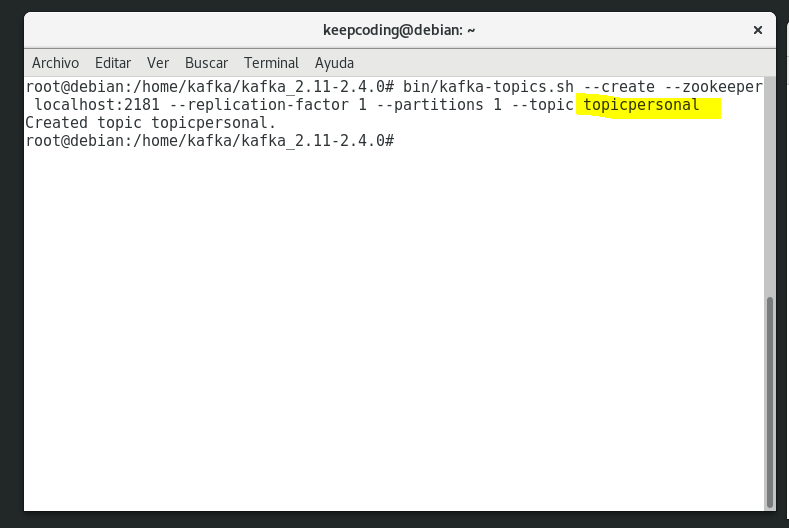 keepcoding@debian: ~
×
Archivo Editar Ver Buscar Terminal Ayuda
root@debian:/home/kafka/kafka_2.11-2.4.0# bin/kafka-topics.sh --create --zookeeper
localhost:2181 --replication-factor 1 --partitions 1 --topic topicpersonal
Created topic topicpersonal.
root@debian:/home/kafka/kafka_2.11-2.4.0#